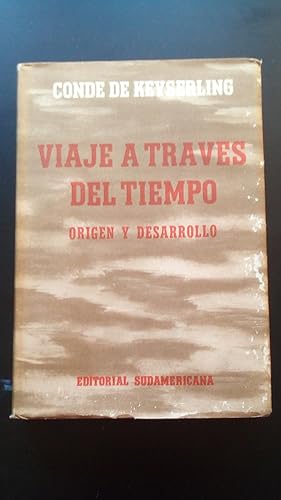 CONDE DE KEYSERLING
VIAJE A TRAVES
DEL TIEMPO
ORIGEN Y DESARROLLO
EDITORIAL SUDAMERICANA